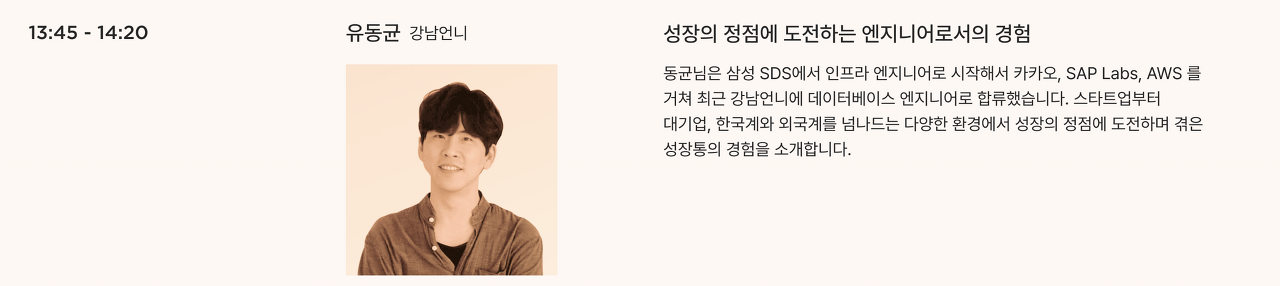 13:45 - 14:20
유동균 강남언니
성장의 정점에 도전하는 엔지니어로서의 경험
동균님은 삼성 SDS에서 인프라 엔지니어로 시작해서 카카오, SAP Labs, AWS 를
거쳐 최근 강남언니에 데이터베이스 엔지니어로 합류했습니다. 스타트업부터
대기업, 한국계와 외국계를 넘나드는 다양한 환경에서 성장의 정점에 도전하며 겪은
성장통의 경험을 소개합니다.